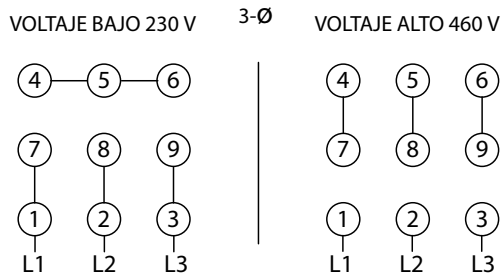 3-Ø
VOLTAJE BAJO 230 V
4 5 6
7 8 9
1 2 3
L1 L2 L3
VOLTAJE ALTO 460 V
4 5 6
7 8 9
1 2 3
L1 L2 L3